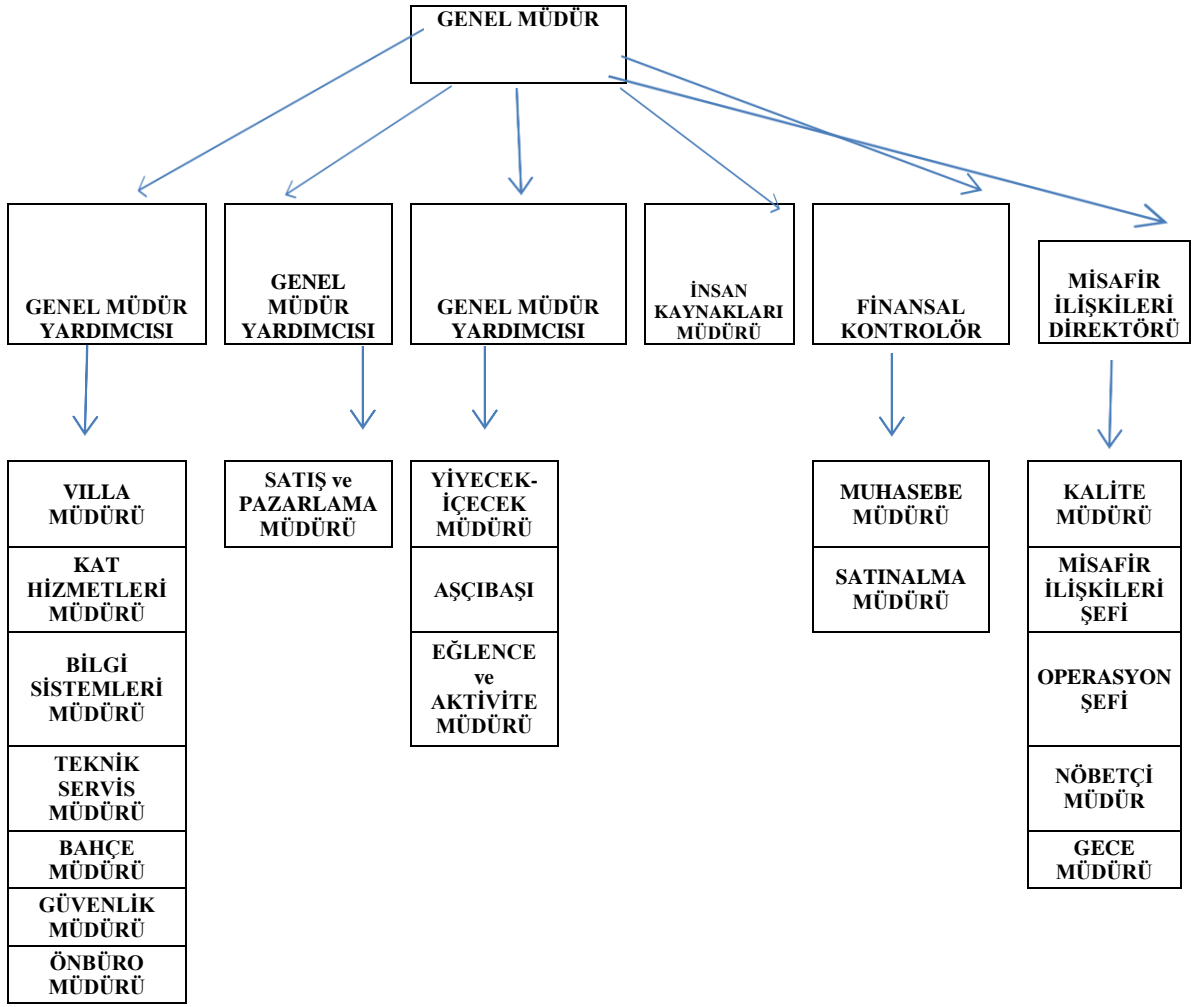 GENEL MÜDÜR
GENEL MÜDÜR
YARDIMCISI
GENEL
MÜDÜR
YARDIMCISI
GENEL MÜDÜR
YARDIMCISI
İNSAN
KAYNAKLARI
MÜDÜRÜ
FİNANSAL
KONTROLÖR
MİSAFİR
İLİŞKİLERİ
DİREKTÖRÜ
VILLA
MÜDÜRÜ
KAT
HİZMETLERİ
MÜDÜRÜ
BİLGİ
SİSTEMLERİ
MÜDÜRÜ
TEKNİK
SERVİS
MÜDÜRÜ
BAHÇE
MÜDÜRÜ
GÜVENLİK
MÜDÜRÜ
ÖNBÜRO
MÜDÜRÜ
SATIŞ ve
PAZARLAMA
MÜDÜRÜ
YİYECEK-
İÇECEK
MÜDÜRÜ
AŞÇIBAŞI
EĞLENCE
ve
AKTİVİTE
MÜDÜRÜ
MUHASEBE
MÜDÜRÜ
SATINALMA
MÜDÜRÜ
KALİTE
MÜDÜRÜ
MİSAFİR
İLİŞKİLERİ
ŞEFİ
OPERASYON
ŞEFİ
NÖBETÇİ
MÜDÜR
GECE
MÜDÜRÜ